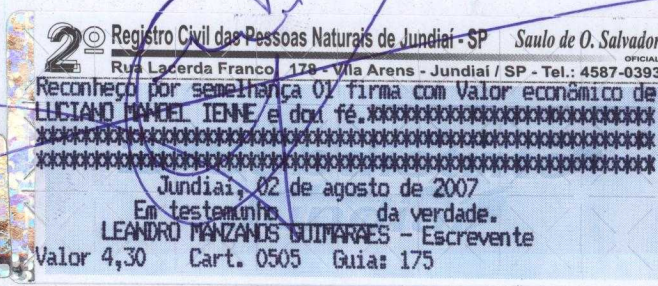 2º Registro Civil das Pessoas Naturais de Jundiaí - SP Saulo de O. Salvador
OFICIAL
Rua Lacerda Franco, 178 - Vila Arens - Jundiaí / SP - Tel.: 4587-0393
Reconheço por semelhança 01 firma com Valor econômico de
LUCIANO MANOEL IENNE e dou fé.***********************************
*****************************************************************
*****************************************************************
Jundiai, 02 de agosto de 2007
Em testemunho da verdade.
LEANDRO MANZANOS GUIMARAES - Escrevente
Valor 4,30 Cart. 0505 Guia: 175